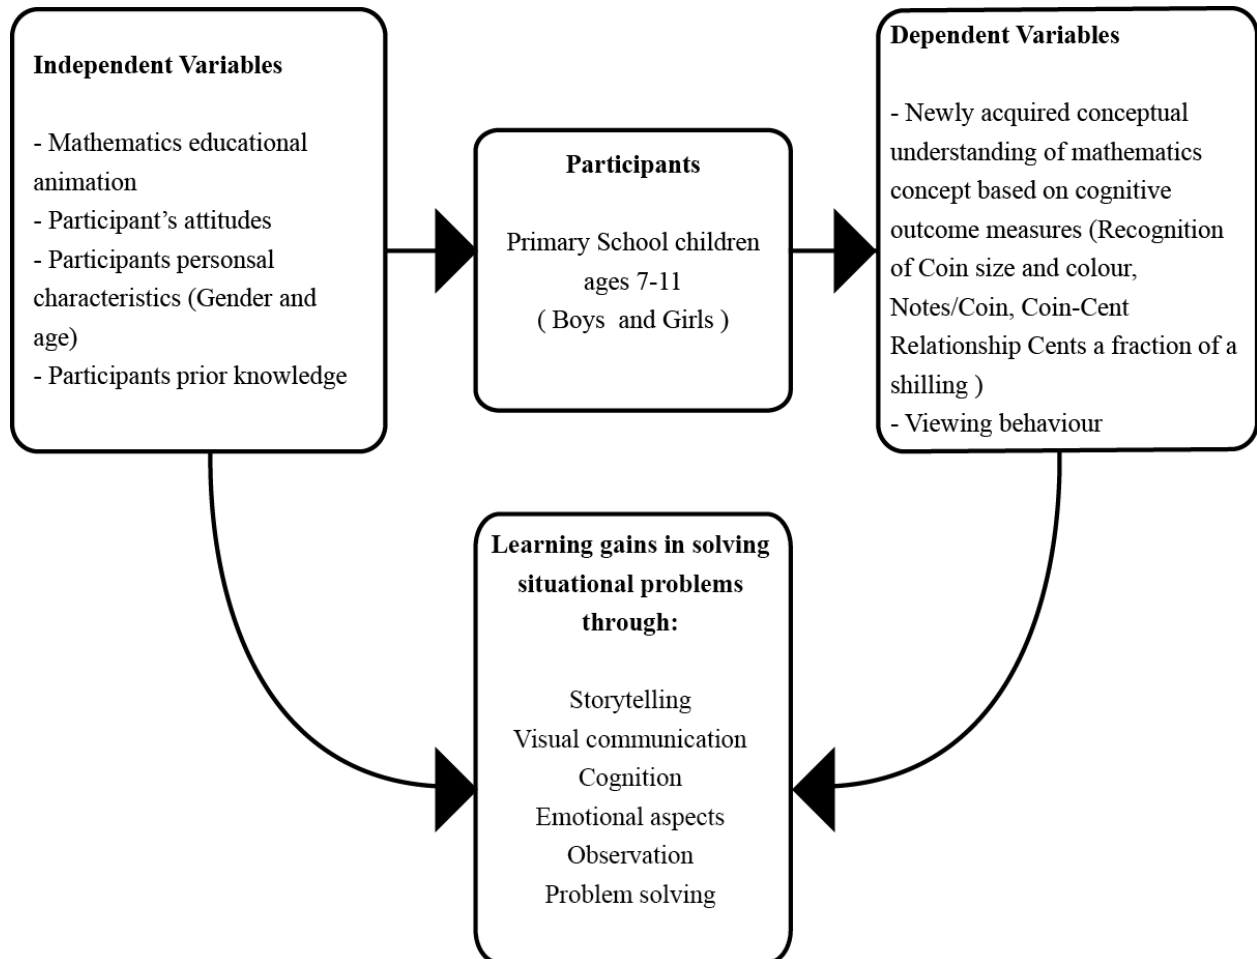 Independent Variables
- Mathematics educational
animation
- Participant’s attitudes
- Participants personsal
characteristics (Gender and
age)
- Participants prior knowledge
Participants
Primary School children
ages 7-11
( Boys and Girls )
Dependent Variables
- Newly acquired conceptual
understanding of mathematics
concept based on cognitive
outcome measures (Recognition
of Coin size and colour,
Notes/Coin, Coin-Cent
Relationship Cents a fraction of a
shilling )
- Viewing behaviour
Learning gains in solving
situational problems
through:
Storytelling
Visual communication
Cognition
Emotional aspects
Observation
Problem solving